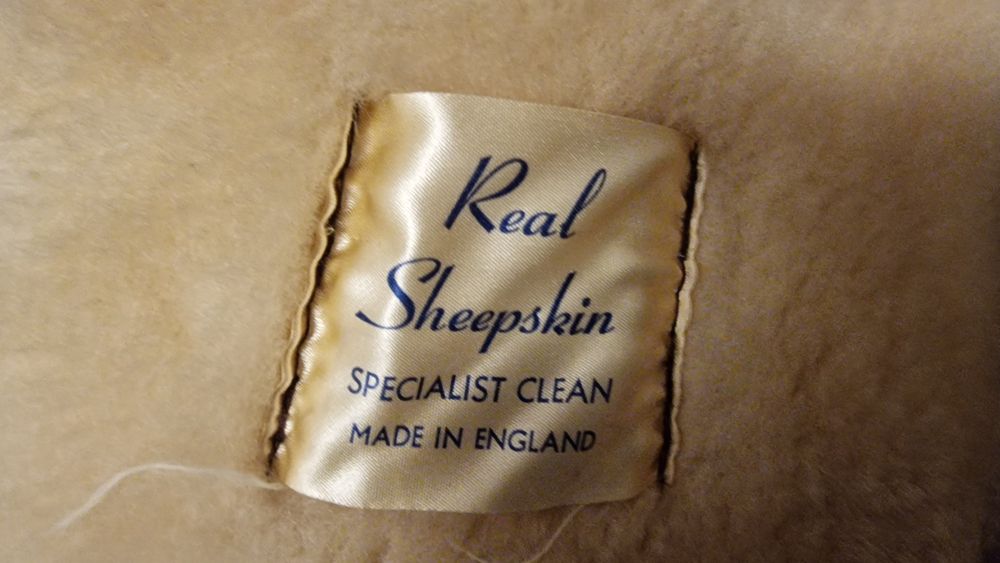 Real
Sheepskin
SPECIALIST CLEAN
MADE IN ENGLAND